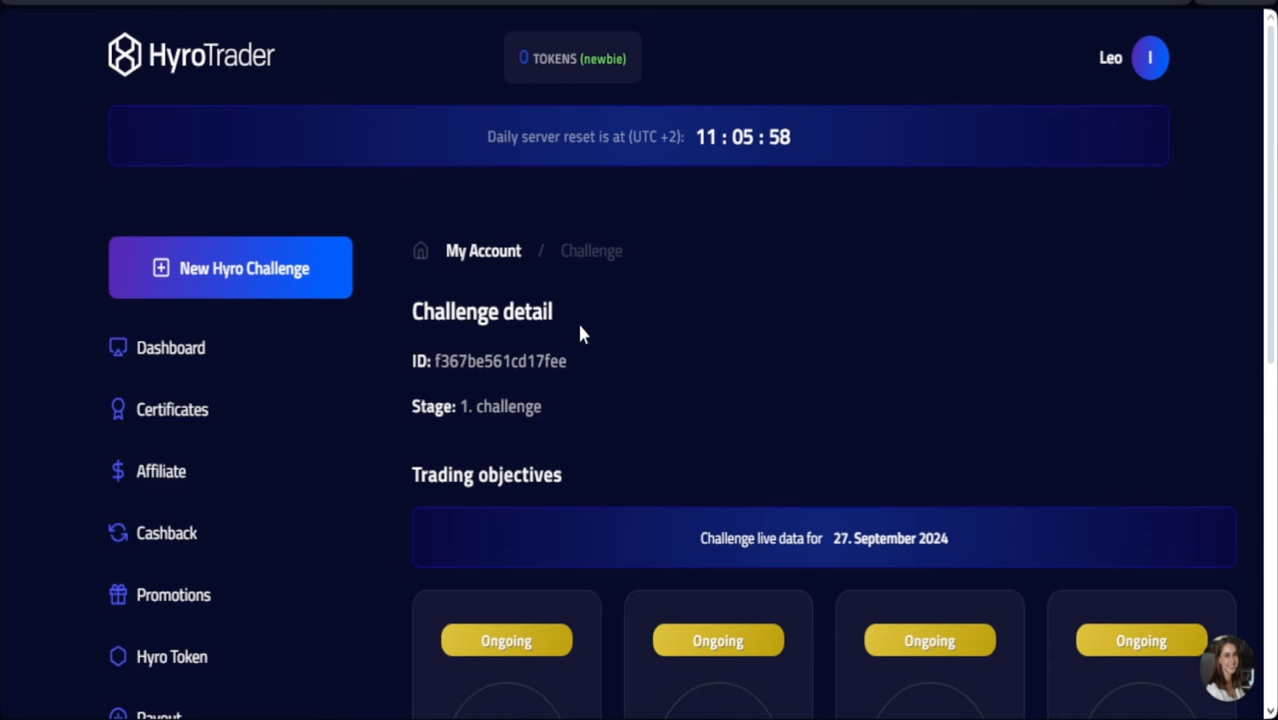 HyroTrader
0 TOKENS (newbie)
Leo
I
Daily server reset is at (UTC +2): 11 : 05 : 58
New Hyro Challenge
My Account / Challenge
Challenge detail
Dashboard
ID: f367be561cd17fee
Certificates
Stage: 1. challenge
Affiliate
Trading objectives
Cashback
Challenge live data for 27. September 2024
Promotions
Ongoing
Ongoing
Ongoing
Ongoing
Hyro Token
Payout